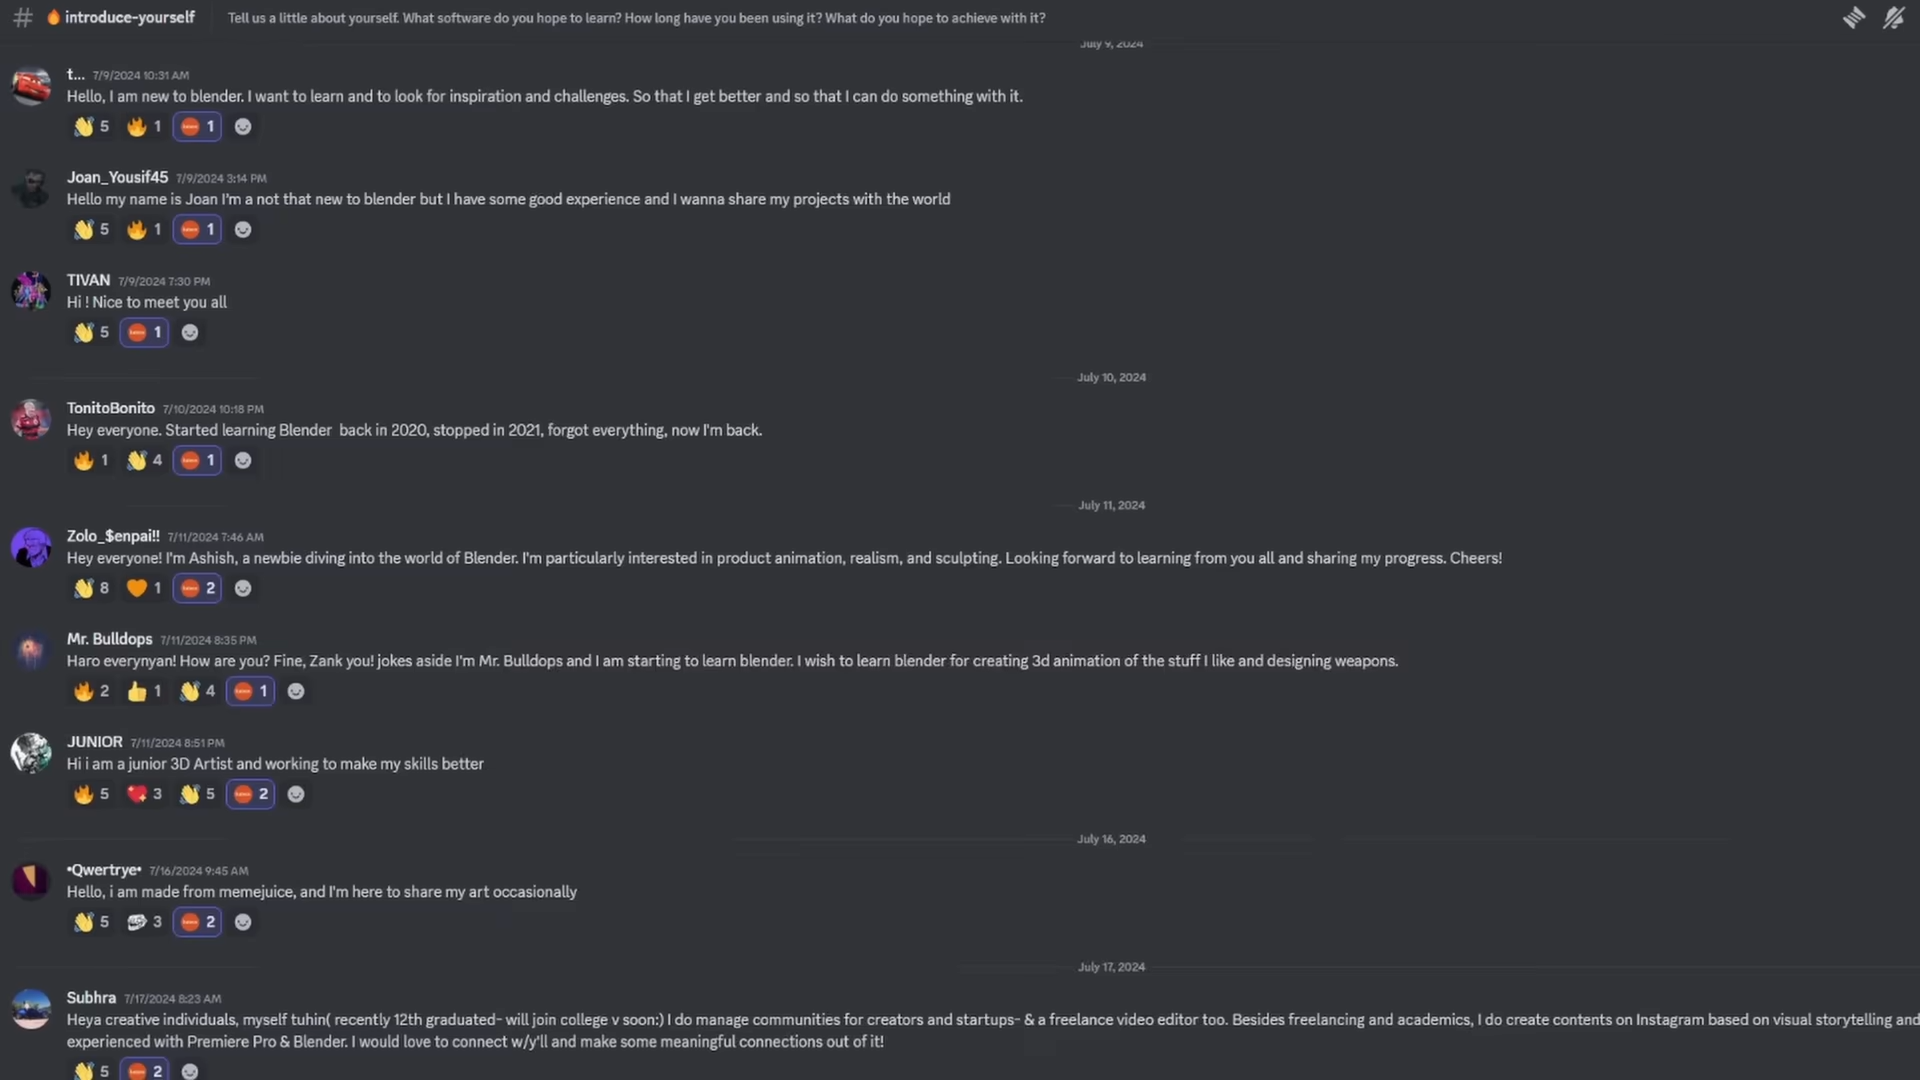 # introduce-yourself Tell us a little about yourself. What software do you hope to learn? How long have you been using it? What do you hope to achieve with it?
July 9, 2024
t... 7/9/2024 10:31 AM
Hello, I am new to blender. I want to learn and to look for inspiration and challenges. So that I get better and so that I can do something with it.
5 1 1
Joan_Yousif45 7/9/2024 3:14 PM
Hello my name is Joan I'm a not that new to blender but I have some good experience and I wanna share my projects with the world
5 1 1
TIVAN 7/9/2024 7:30 PM
Hi ! Nice to meet you all
5 1
July 10, 2024
TonitoBonito 7/10/2024 10:18 PM
Hey everyone. Started learning Blender back in 2020, stopped in 2021, forgot everything, now I'm back.
1 4 1
July 11, 2024
Zolo_$enpai!! 7/11/2024 7:46 AM
Hey everyone! I'm Ashish, a newbie diving into the world of Blender. I'm particularly interested in product animation, realism, and sculpting. Looking forward to learning from you all and sharing my progress. Cheers!
8 1 2
Mr. Bulldops 7/11/2024 8:35 PM
Haro everynyan! How are you? Fine, Zank you! jokes aside I'm Mr. Bulldops and I am starting to learn blender. I wish to learn blender for creating 3d animation of the stuff I like and designing weapons.
2 1 4 1
JUNIOR 7/11/2024 8:51 PM
Hi i am a junior 3D Artist and working to make my skills better
5 3 5 2
July 16, 2024
•Qwertrye• 7/16/2024 9:45 AM
Hello, i am made from memejuice, and I'm here to share my art occasionally
5 3 2
July 17, 2024
Subhra 7/17/2024 8:23 AM
Heya creative individuals, myself tuhin( recently 12th graduated- will join college v soon:) I do manage communities for creators and startups- & a freelance video editor too. Besides freelancing and academics, I do create contents on Instagram based on visual storytelling and
experienced with Premiere Pro & Blender. I would love to connect w/y'll and make some meaningful connections out of it!
5 2